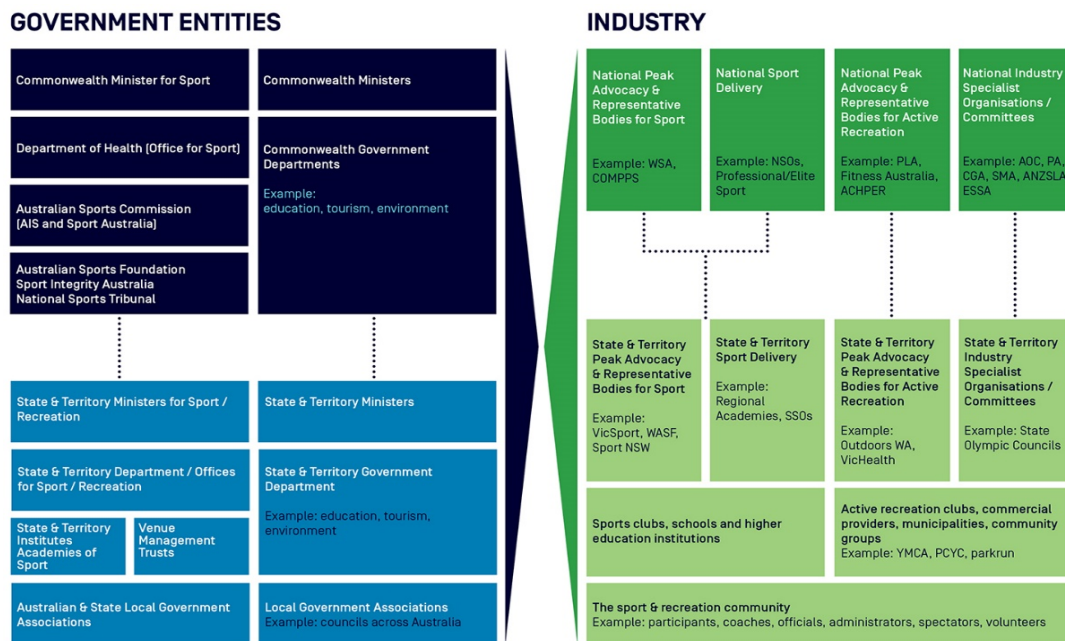 GOVERNMENT ENTITIES
Commonwealth Minister for Sport
Commonwealth Ministers
Department of Health (Office for Sport)
Commonwealth Government
Departments
Example:
education, tourism, environment
Australian Sports Commission
(AIS and Sport Australia)
Australian Sports Foundation
Sport Integrity Australia
National Sports Tribunal
State & Territory Ministers for Sport /
Recreation
State & Territory Ministers
State & Territory Department / Offices
for Sport / Recreation
State & Territory Government
Department
Example: education, tourism,
environment
State & Territory
Institutes
Academies of
Sport
Venue
Management
Trusts
Australian & State Local Government
Associations
Local Government Associations
Example: councils across Australia
INDUSTRY
National Peak
Advocacy &
Representative
Bodies for Sport
Example: WSA,
COMPPS
National Sport
Delivery
Example: NSOs,
Professional/Elite
Sport
National Peak
Advocacy &
Representative
Bodies for Active
Recreation
Example: PLA,
Fitness Australia,
ACHPER
National Industry
Specialist
Organisations /
Committees
Example: AOC, PA,
CGA, SMA, ANZSLA,
ESSA
State & Territory
Peak Advocacy
& Representative
Bodies for Sport
Example:
VicSport, WASF,
Sport NSW
State & Territory
Sport Delivery
Example:
Regional
Academies, SSOs
State & Territory
Peak Advocacy
& Representative
Bodies for Active
Recreation
Example:
Outdoors WA,
VicHealth
State & Territory
Industry
Specialist
Organisations /
Committees
Example: State
Olympic Councils
Sports clubs, schools and higher
education institutions
Active recreation clubs, commercial
providers, municipalities, community
groups
Example: YMCA, PCYC, parkrun
The sport & recreation community
Example: participants, coaches, officials, administrators, spectators, volunteers